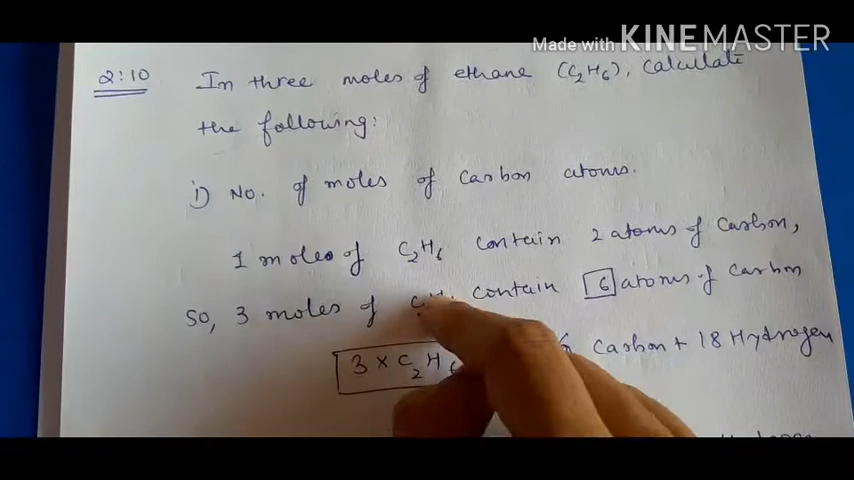 Made with KINEMASTER
2:10 In three moles of ethane (C₂H₆), calculate
the following:
i) No. of moles of carbon atoms.
1 moles of C₂H₆ contain 2 atoms of Carbon,
So, 3 moles of contain 6 atoms of Carbon
3 × C₂H₆ Carbon + 18 Hydrogen